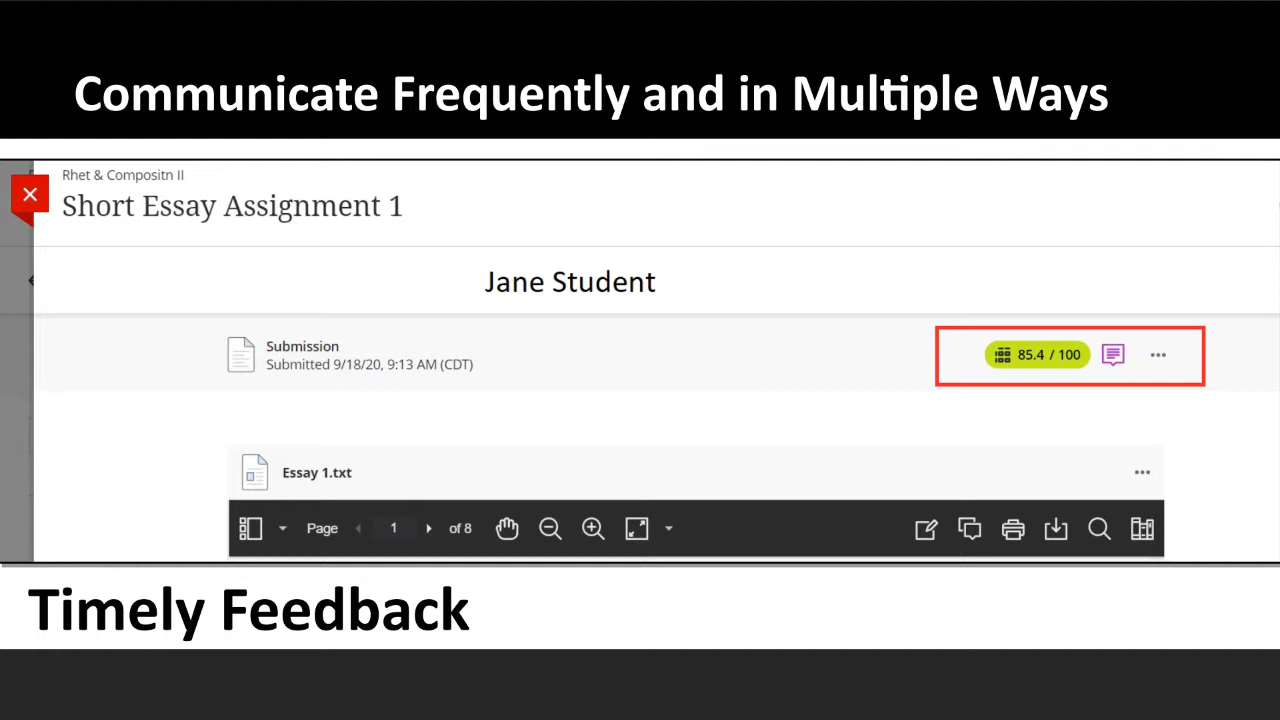 Communicate Frequently and in Multiple Ways
Rhet & Compositn II
Short Essay Assignment 1
Jane Student
Submission
Submitted 9/18/20, 9:13 AM (CDT)
85.4 / 100
Essay 1.txt
Page 1 of 8
Timely Feedback